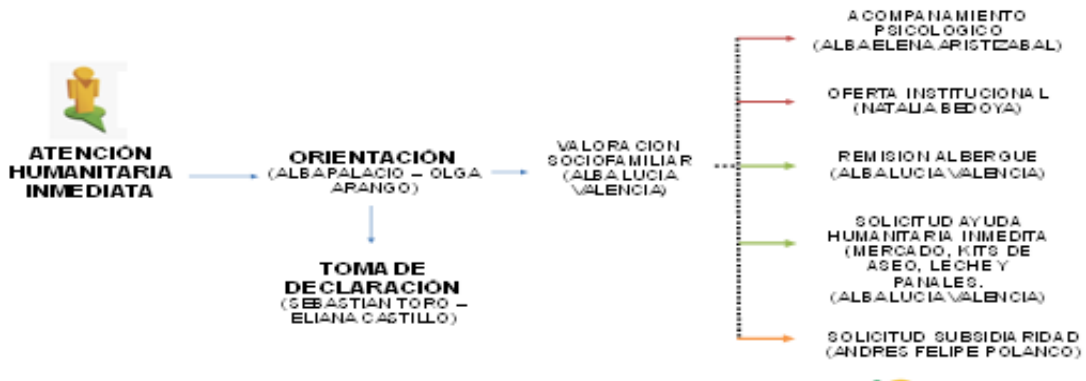 ATENCIÓN
HUMANITARIA
INMEDIATA
ORIENTACIÓN
(ALBA PALACIO – OLGA
ARANGO)
TOMA DE
DECLARACIÓN
(SEBASTIAN TORO –
ELIANA CASTILLO)
VALORACION
SOCIOFAMILIAR
(ALBA LUCIA
VALENCIA)
ACOMPANAMIENTO
PSICOLOGICO
(ALBA ELENA ARISTIZABAL)
OFERTA INSTITUCIONAL
(NATALIA BEDOYA)
REMISION ALBERGUE
(ALBA LUCIA VALENCIA)
SOLICITUD AYUDA
HUMANITARIA INMEDITA
(MERCADO, KITS DE
ASEO, LECHE Y
PANALES.
(ALBA LUCIA VALENCIA)
SOLICITUD SUBSIDIARIDAD
(ANDRES FELIPE POLANCO)